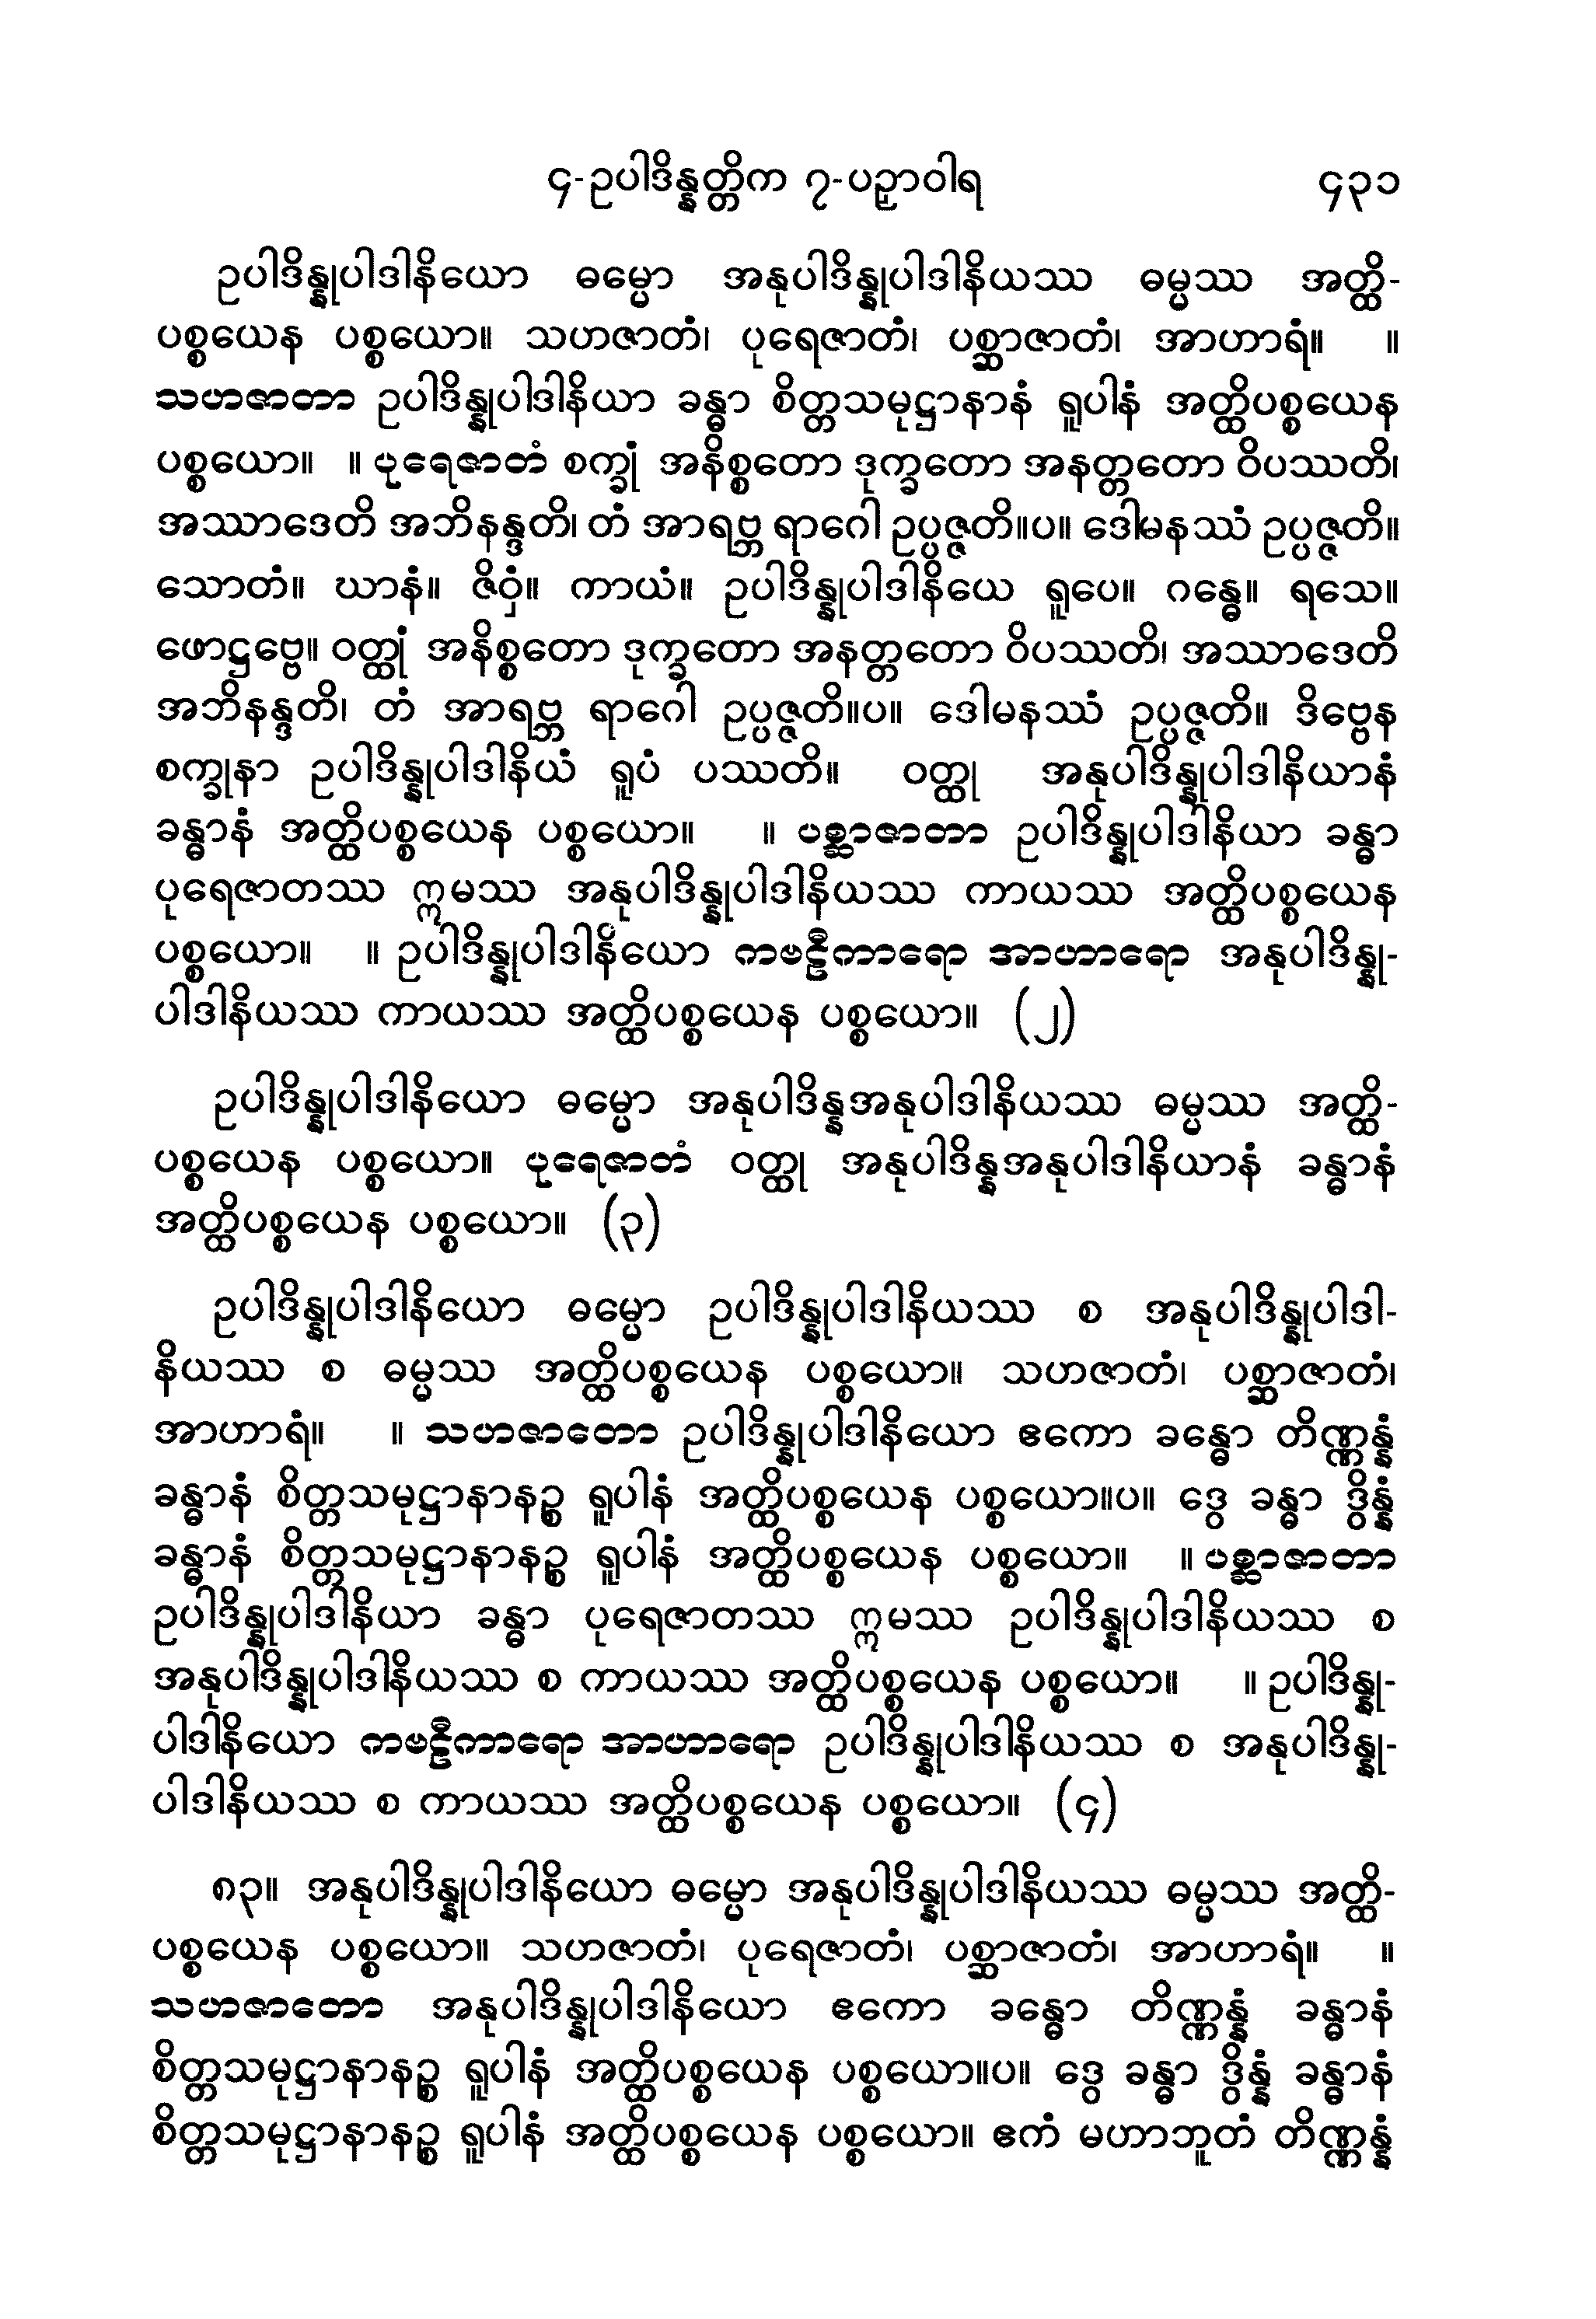 ၄-ဥပါဒိန္နတ္တိက ၇-ပဉှာဝါရ ၄၃၁
ဥပါဒိန္နုပါဒါနိယော ဓမ္မော အနုပါဒိန္နုပါဒါနိယဿ ဓမ္မဿ အတ္ထိ-
ပစ္စယေန ပစ္စယော။ သဟဇာတံ၊ ပုရေဇာတံ၊ ပစ္ဆာဇာတံ၊ အာဟာရံ။ ။
သဟဇာတာ ဥပါဒိန္နုပါဒါနိယာ ခန္ဓာ စိတ္တသမုဋ္ဌာနာနံ ရူပါနံ အတ္ထိပစ္စယေန
ပစ္စယော။ ။ ပုရေဇာတံ စက္ခုံ အနိစ္စတော ဒုက္ခတော အနတ္တတော ဝိပဿတိ၊
အဿာဒေတိ အဘိနန္ဒတိ၊ တံ အာရဗ္ဘ ရာဂေါ ဥပ္ပဇ္ဇတိ။ပ။ ဒေါမနဿံ ဥပ္ပဇ္ဇတိ။
သောတံ။ ဃာနံ။ ဇိဝှံ။ ကာယံ။ ဥပါဒိန္နုပါဒါနိယေ ရူပေ။ ဂန္ဓေ။ ရသေ။
ဖောဋ္ဌဗ္ဗေ။ ဝတ္ထုံ အနိစ္စတော ဒုက္ခတော အနတ္တတော ဝိပဿတိ၊ အဿာဒေတိ
အဘိနန္ဒတိ၊ တံ အာရဗ္ဘ ရာဂေါ ဥပ္ပဇ္ဇတိ။ပ။ ဒေါမနဿံ ဥပ္ပဇ္ဇတိ။ ဒိဗ္ဗေန
စက္ခုနာ ဥပါဒိန္နုပါဒါနိယံ ရူပံ ပဿတိ။ ဝတ္ထု အနုပါဒိန္နုပါဒါနိယာနံ
ခန္ဓာနံ အတ္ထိပစ္စယေန ပစ္စယော။ ။ ပစ္ဆာဇာတာ ဥပါဒိန္နုပါဒါနိယာ ခန္ဓာ
ပုရေဇာတဿ ဣမဿ အနုပါဒိန္နုပါဒါနိယဿ ကာယဿ အတ္ထိပစ္စယေန
ပစ္စယော။ ။ ဥပါဒိန္နုပါဒါနိယော ကဗဠီကာရော အာဟာရော အနုပါဒိန္နု-
ပါဒါနိယဿ ကာယဿ အတ္ထိပစ္စယေန ပစ္စယော။ (၂)
ဥပါဒိန္နုပါဒါနိယော ဓမ္မော အနုပါဒိန္နအနုပါဒါနိယဿ ဓမ္မဿ အတ္ထိ-
ပစ္စယေန ပစ္စယော။ ပုရေဇာတံ ဝတ္ထု အနုပါဒိန္နအနုပါဒါနိယာနံ ခန္ဓာနံ
အတ္ထိပစ္စယေန ပစ္စယော။ (၃)
ဥပါဒိန္နုပါဒါနိယော ဓမ္မော ဥပါဒိန္နုပါဒါနိယဿ စ အနုပါဒိန္နုပါဒါ-
နိယဿ စ ဓမ္မဿ အတ္ထိပစ္စယေန ပစ္စယော။ သဟဇာတံ၊ ပစ္ဆာဇာတံ၊
အာဟာရံ။ ။ သဟဇာတော ဥပါဒိန္နုပါဒါနိယော ဧကော ခန္ဓော တိဏ္ဏန္နံ
ခန္ဓာနံ စိတ္တသမုဋ္ဌာနာနဉ္စ ရူပါနံ အတ္ထိပစ္စယေန ပစ္စယော။ပ။ ဒွေ ခန္ဓာ ဒွိန္နံ
ခန္ဓာနံ စိတ္တသမုဋ္ဌာနာနဉ္စ ရူပါနံ အတ္ထိပစ္စယေန ပစ္စယော။ ။ ပစ္ဆာဇာတာ
ဥပါဒိန္နုပါဒါနိယာ ခန္ဓာ ပုရေဇာတဿ ဣမဿ ဥပါဒိန္နုပါဒါနိယဿ စ
အနုပါဒိန္နုပါဒါနိယဿ စ ကာယဿ အတ္ထိပစ္စယေန ပစ္စယော။ ။ ဥပါဒိန္နု-
ပါဒါနိယော ကဗဠီကာရော အာဟာရော ဥပါဒိန္နုပါဒါနိယဿ စ အနုပါဒိန္နု-
ပါဒါနိယဿ စ ကာယဿ အတ္ထိပစ္စယေန ပစ္စယော။ (၄)
၈၃။ အနုပါဒိန္နုပါဒါနိယော ဓမ္မော အနုပါဒိန္နုပါဒါနိယဿ ဓမ္မဿ အတ္ထိ-
ပစ္စယေန ပစ္စယော။ သဟဇာတံ၊ ပုရေဇာတံ၊ ပစ္ဆာဇာတံ၊ အာဟာရံ။ ။
သဟဇာတော အနုပါဒိန္နုပါဒါနိယော ဧကော ခန္ဓော တိဏ္ဏန္နံ ခန္ဓာနံ
စိတ္တသမုဋ္ဌာနာနဉ္စ ရူပါနံ အတ္ထိပစ္စယေန ပစ္စယော။ပ။ ဒွေ ခန္ဓာ ဒွိန္နံ ခန္ဓာနံ
စိတ္တသမုဋ္ဌာနာနဉ္စ ရူပါနံ အတ္ထိပစ္စယေန ပစ္စယော။ ဧကံ မဟာဘူတံ တိဏ္ဏန္နံ